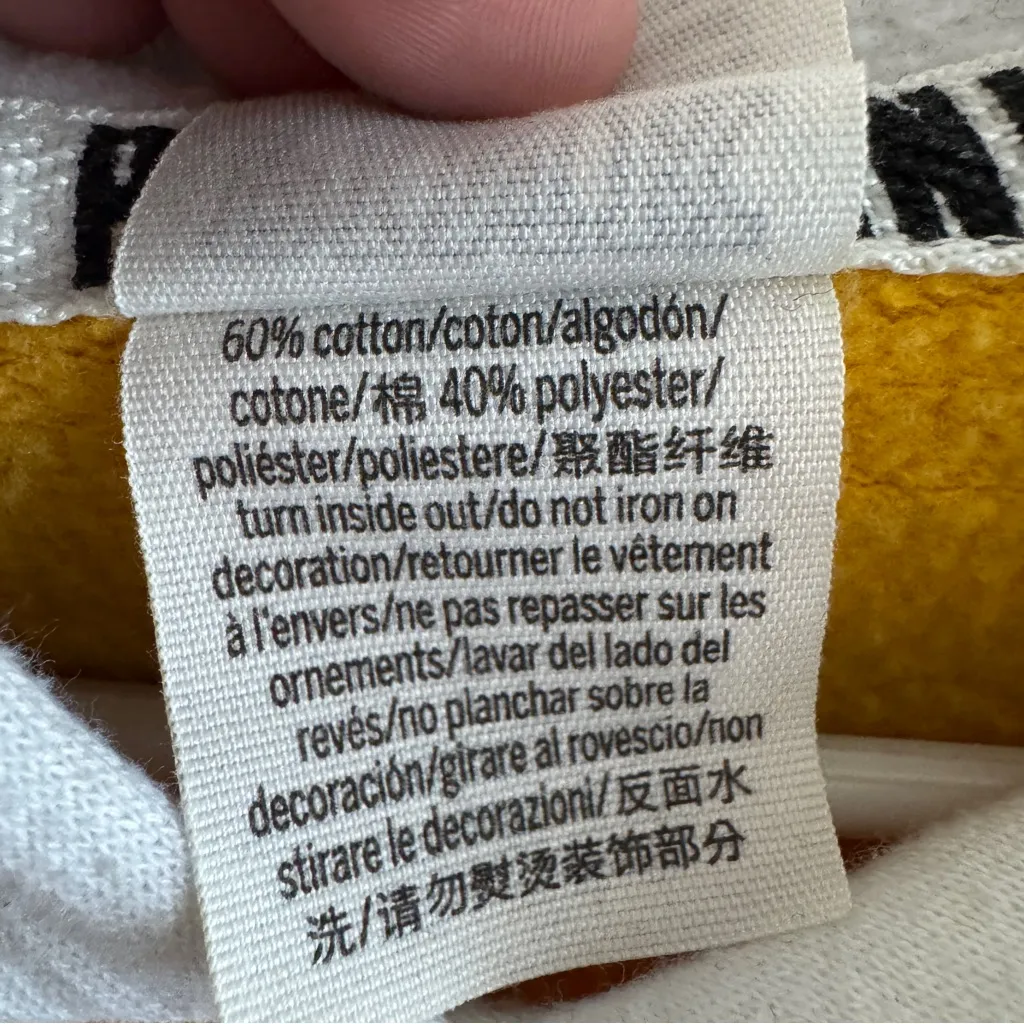 60% cotton/coton/algodón/
cotone/棉 40% polyester/
poliéster/poliestere/聚酯纤维
turn inside out/do not iron on
decoration/retourner le vêtement
à l'envers/ne pas repasser sur les
ornements/lavar del lado del
revés/no planchar sobre la
decoración/girare al rovescio/non
stirare le decorazioni/反面水
洗/请勿熨烫装饰部分